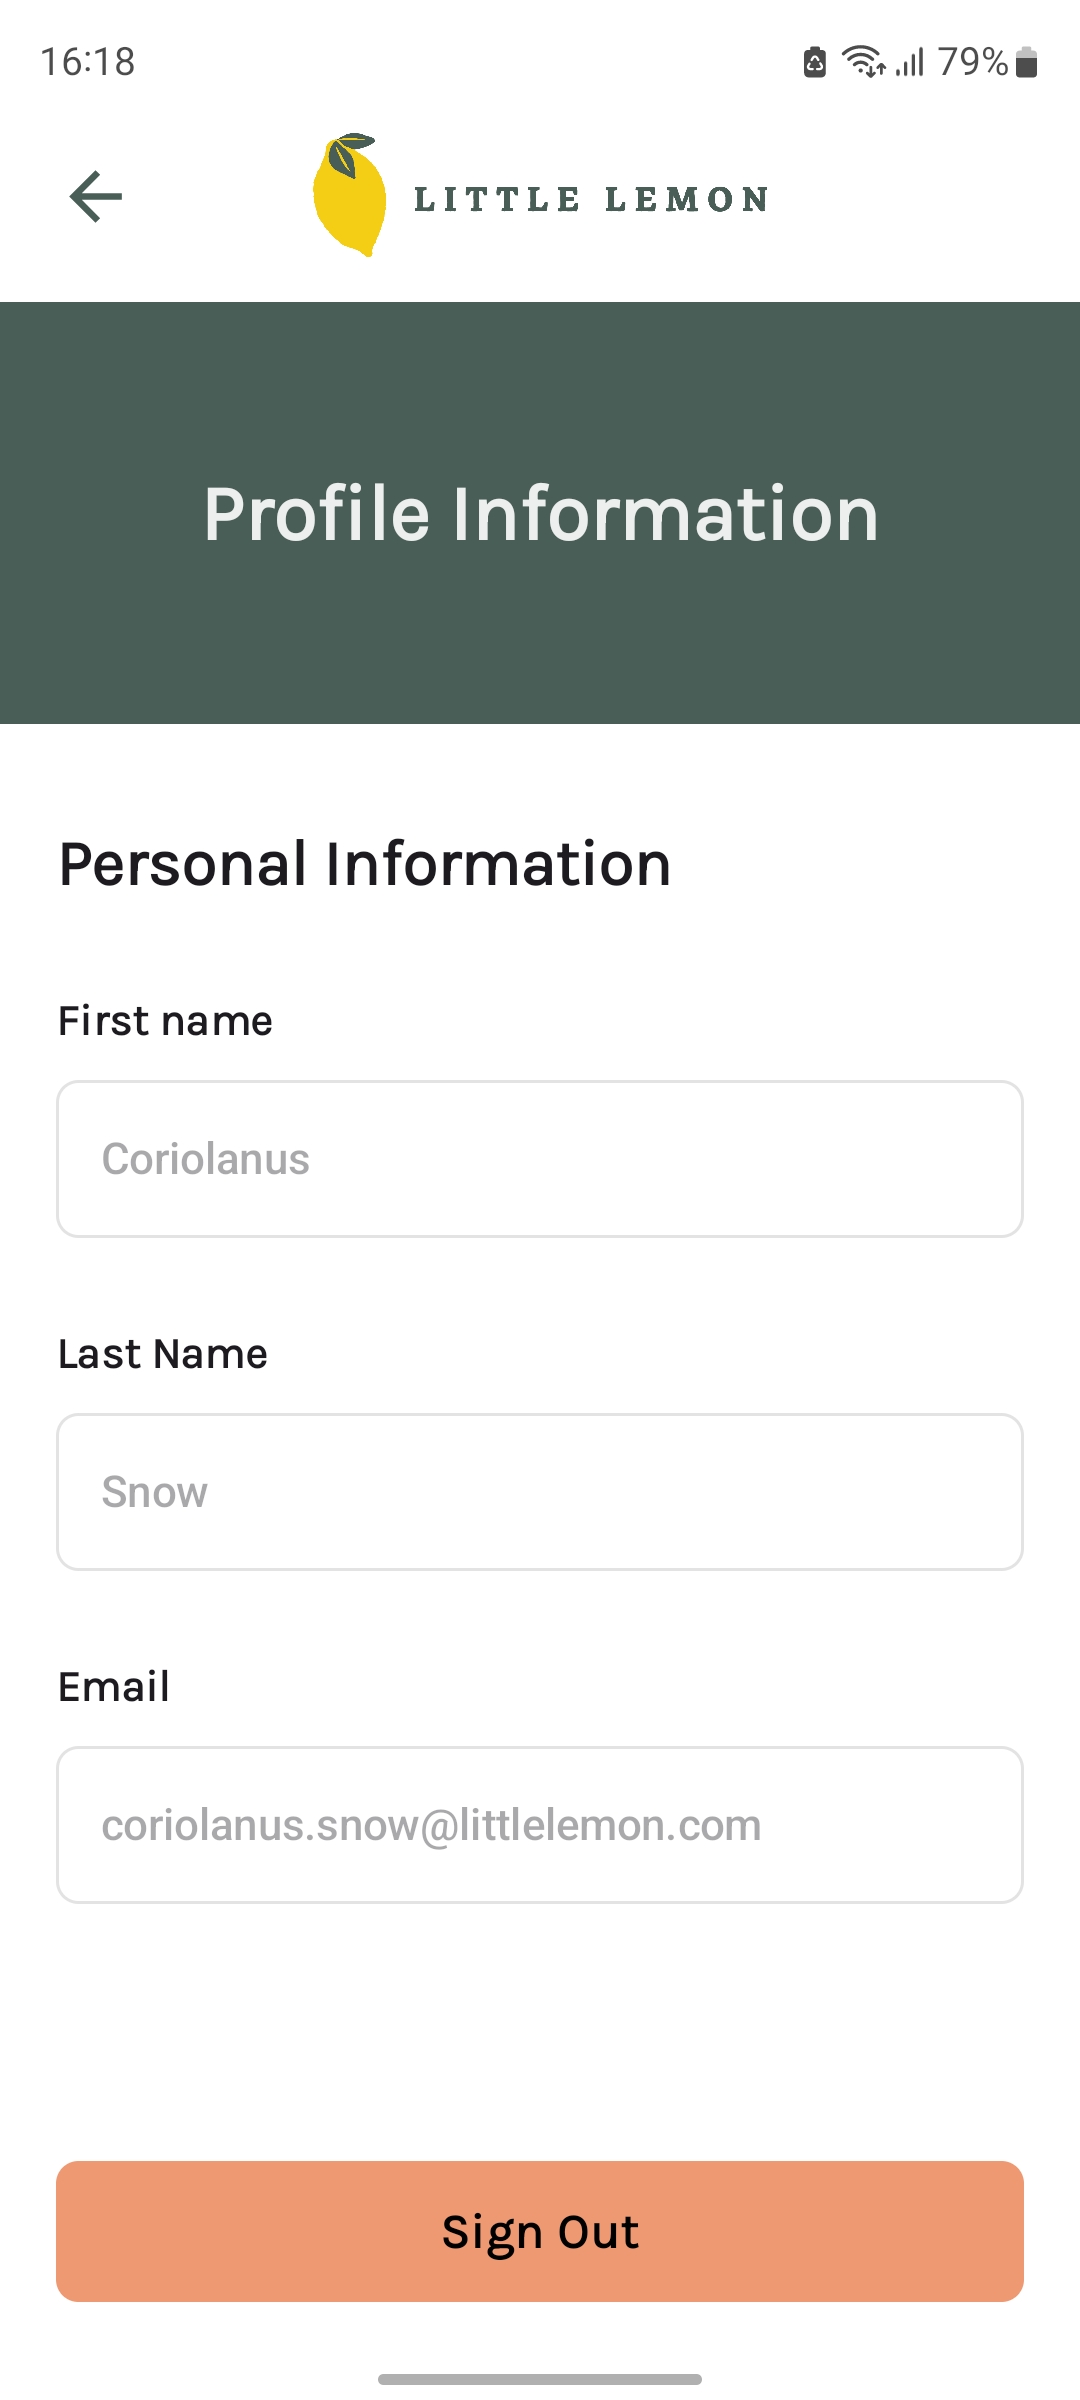 16:18
79%
LITTLE LEMON
Profile Information
Personal Information
First name
Coriolanus
Last Name
Snow
Email
coriolanus.snow@littlelemon.com
Sign Out